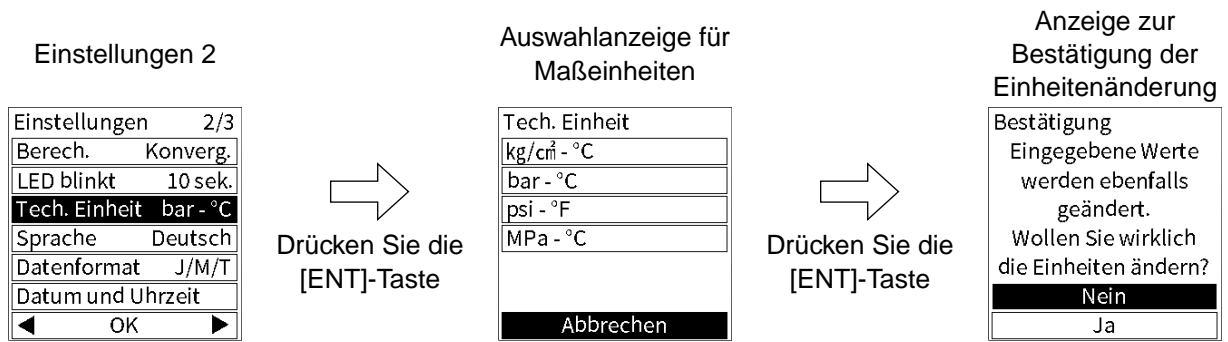 Einstellungen 2
Einstellungen 2/3
Berech. Konverg.
LED blinkt 10 sek.
Tech. Einheit bar - °C
Sprache Deutsch
Datenformat J/M/T
Datum und Uhrzeit
◀ OK ▶
Drücken Sie die
[ENT]-Taste
Auswahlanzeige für
Maßeinheiten
Tech. Einheit
kg/c㎡ - °C
bar - °C
psi - °F
MPa - °C
Abbrechen
Drücken Sie die
[ENT]-Taste
Anzeige zur
Bestätigung der
Einheitenänderung
Bestätigung
Eingegebene Werte
werden ebenfalls
geändert.
Wollen Sie wirklich
die Einheiten ändern?
Nein
Ja